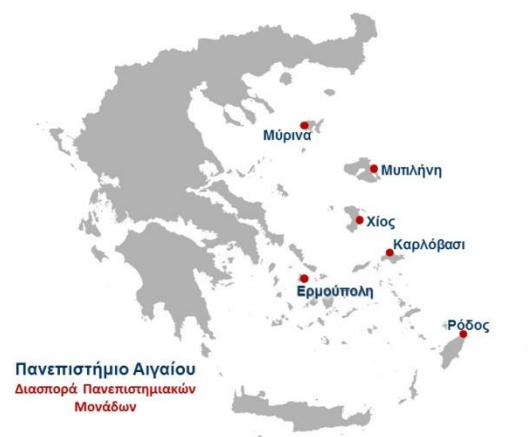 Μύρινα
Μυτιλήνη
Χίος
Καρλόβασι
Ερμούπολη
Ρόδος
Πανεπιστήμιο Αιγαίου
Διασπορά Πανεπιστημιακών
Μονάδων